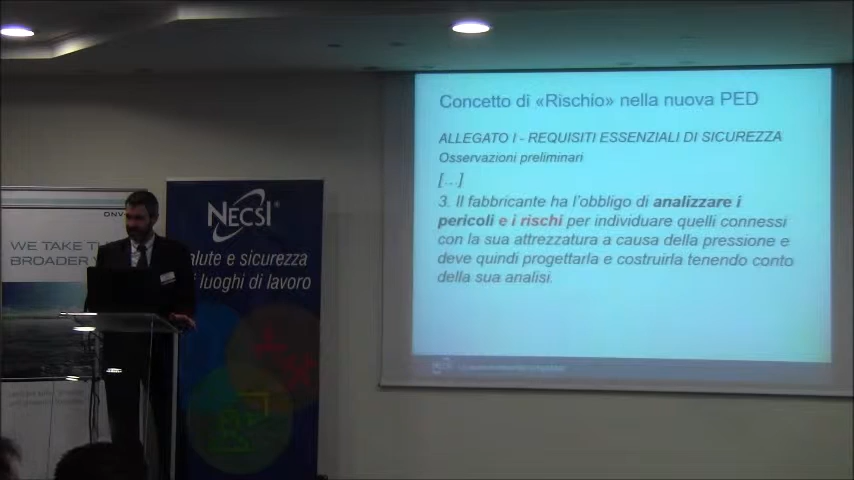 Concetto di «Rischio» nella nuova PED
ALLEGATO I - REQUISITI ESSENZIALI DI SICUREZZA
Osservazioni preliminari
[...]
3. Il fabbricante ha l'obbligo di analizzare i
pericoli e i rischi per individuare quelli connessi
con la sua attrezzatura a causa della pressione e
deve quindi progettarla e costruirla tenendo conto
della sua analisi.
DNV
WE TAKE
BROADER
NECSI®
alute e sicurezza
i luoghi di lavoro